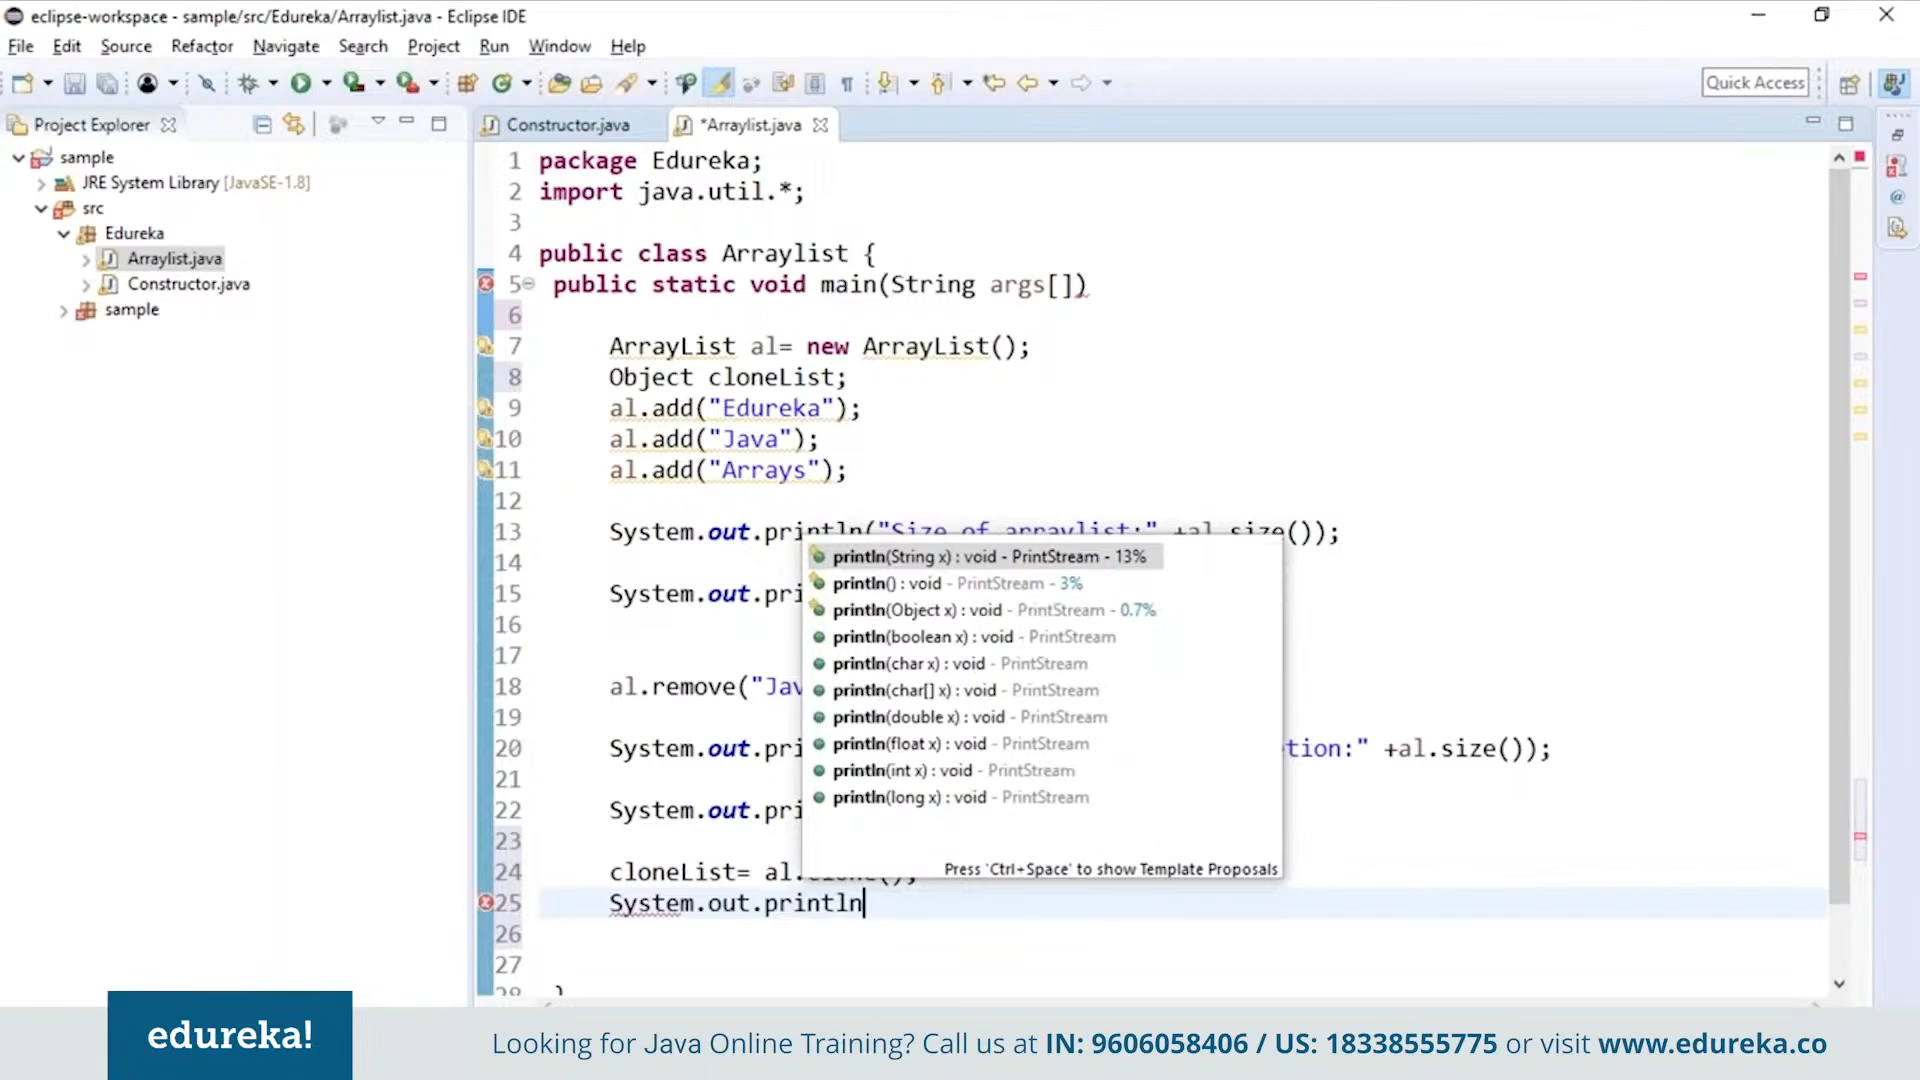 eclipse-workspace - sample/src/Edureka/Arraylist.java - Eclipse IDE
File Edit Source Refactor Navigate Search Project Run Window Help
Quick Access
Project Explorer
Constructor.java
*Arraylist.java
sample
JRE System Library [JavaSE-1.8]
src
Edureka
Arraylist.java
Constructor.java
sample
1 package Edureka;
2 import java.util.*;
3
4 public class Arraylist {
5 public static void main(String args[])
6
7 ArrayList al= new ArrayList();
8 Object cloneList;
9 al.add("Edureka");
10 al.add("Java");
11 al.add("Arrays");
12
13 System.out.println("Size of arraylist:" +al.size());
14
15 System.out.pri
16
17
18 al.remove("Jav
19
20 System.out.pri etion:" +al.size());
21
22 System.out.pri
23
24 cloneList= al.clone();
25 System.out.println
26
27
28 }
println(String x) : void - PrintStream - 13%
println() : void - PrintStream - 3%
println(Object x) : void - PrintStream - 0.7%
println(boolean x) : void - PrintStream
println(char x) : void - PrintStream
println(char[] x) : void - PrintStream
println(double x) : void - PrintStream
println(float x) : void - PrintStream
println(int x) : void - PrintStream
println(long x) : void - PrintStream
Press 'Ctrl+Space' to show Template Proposals
edureka!
Looking for Java Online Training? Call us at IN: 9606058406 / US: 18338555775 or visit www.edureka.co